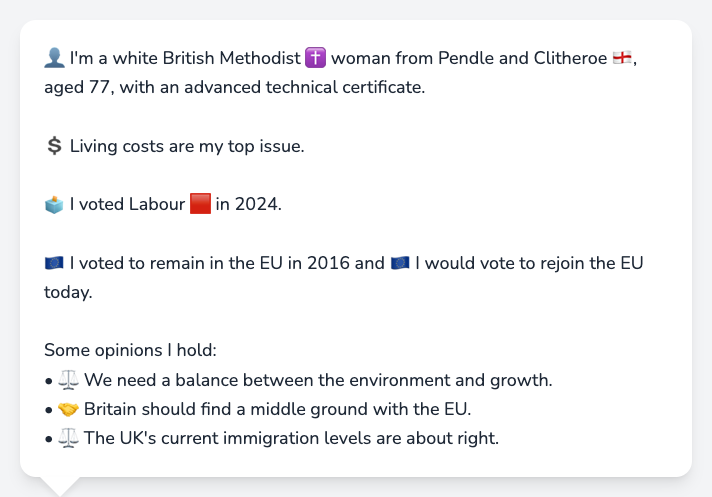 👤 I'm a white British Methodist ✝️ woman from Pendle and Clitheroe 🏴󠁧󠁢󠁥󠁮󠁧󠁿,
aged 77, with an advanced technical certificate.
💲 Living costs are my top issue.
🗳️ I voted Labour 🟥 in 2024.
🇪🇺 I voted to remain in the EU in 2016 and 🇪🇺 I would vote to rejoin the EU
today.
Some opinions I hold:
• ⚖️ We need a balance between the environment and growth.
• 🤝 Britain should find a middle ground with the EU.
• ⚖️ The UK's current immigration levels are about right.